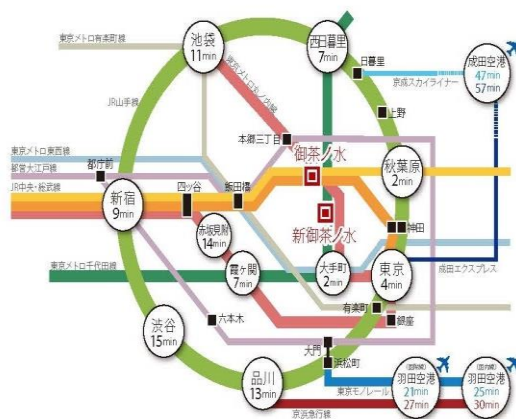 東京メトロ有楽町線
池袋
11min
西日暮里
7min
日暮里
成田空港
47min
57min
京成スカイライナー
東京メトロ丸ノ内線
JR山手線
上野
本郷三丁目
御茶ノ水
秋葉原
2min
東京メトロ東西線
都営大江戸線
都庁前
JR中央・総武線
新宿
9min
四ツ谷
飯田橋
新御茶ノ水
神田
赤坂見附
14min
霞ヶ関
7min
大手町
2min
東京
4min
成田エクスプレス
東京メトロ千代田線
有楽町
銀座
六本木
渋谷
15min
大門
浜松町
品川
13min
東京モノレール
京浜急行線
(国際線)
羽田空港
21min
27min
(国内線)
羽田空港
25min
30min